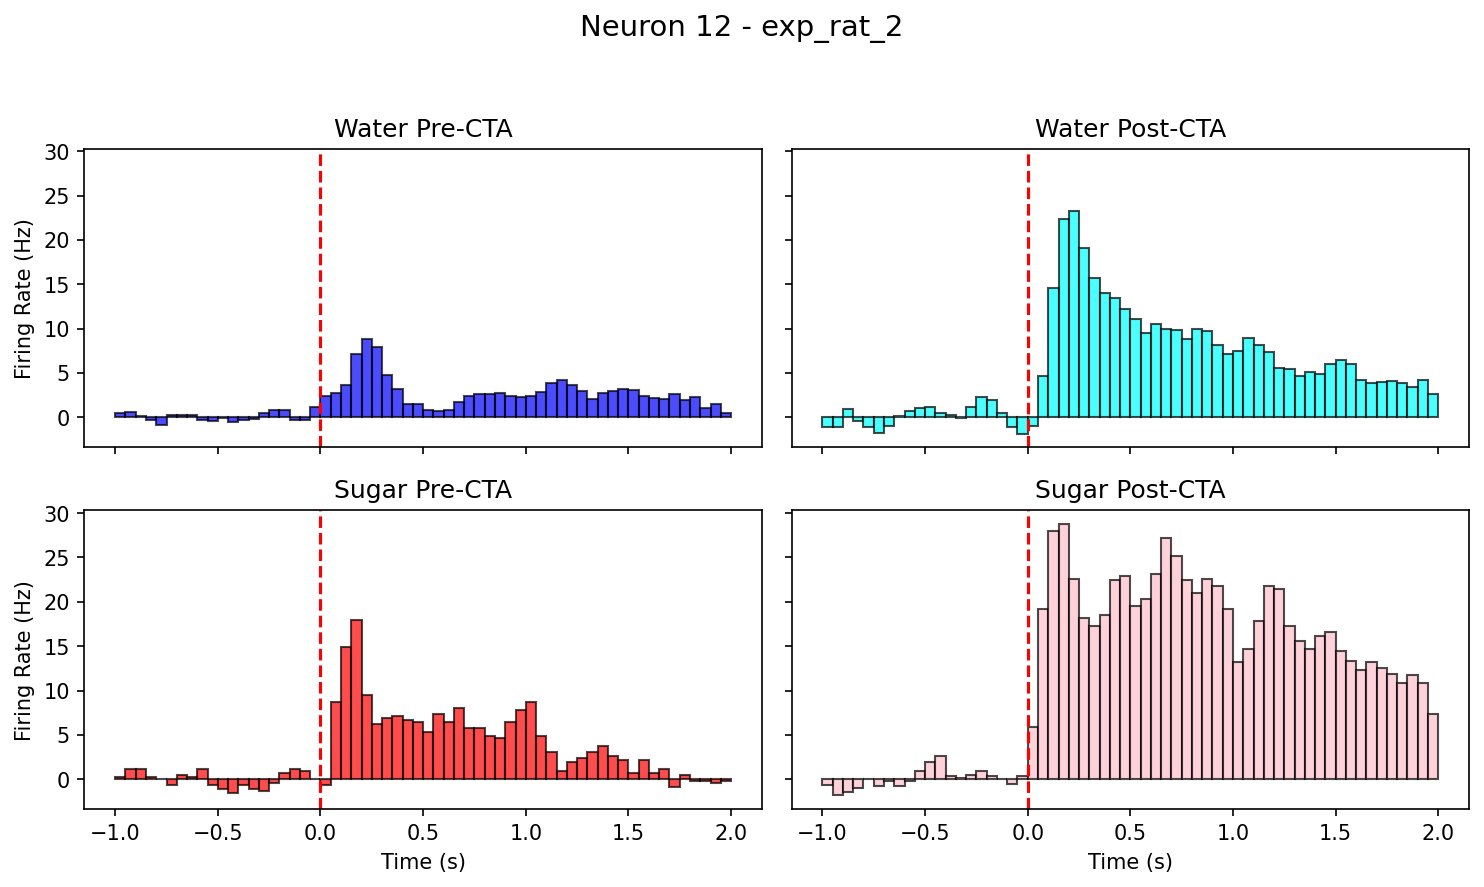 Neuron 12 - exp_rat_2
Water Pre-CTA
Water Post-CTA
30
25
20
15
10
5
0
Firing Rate (Hz)
Sugar Pre-CTA
Sugar Post-CTA
30
25
20
15
10
5
0
Firing Rate (Hz)
−1.0 −0.5 0.0 0.5 1.0 1.5 2.0
−1.0 −0.5 0.0 0.5 1.0 1.5 2.0
Time (s)
Time (s)